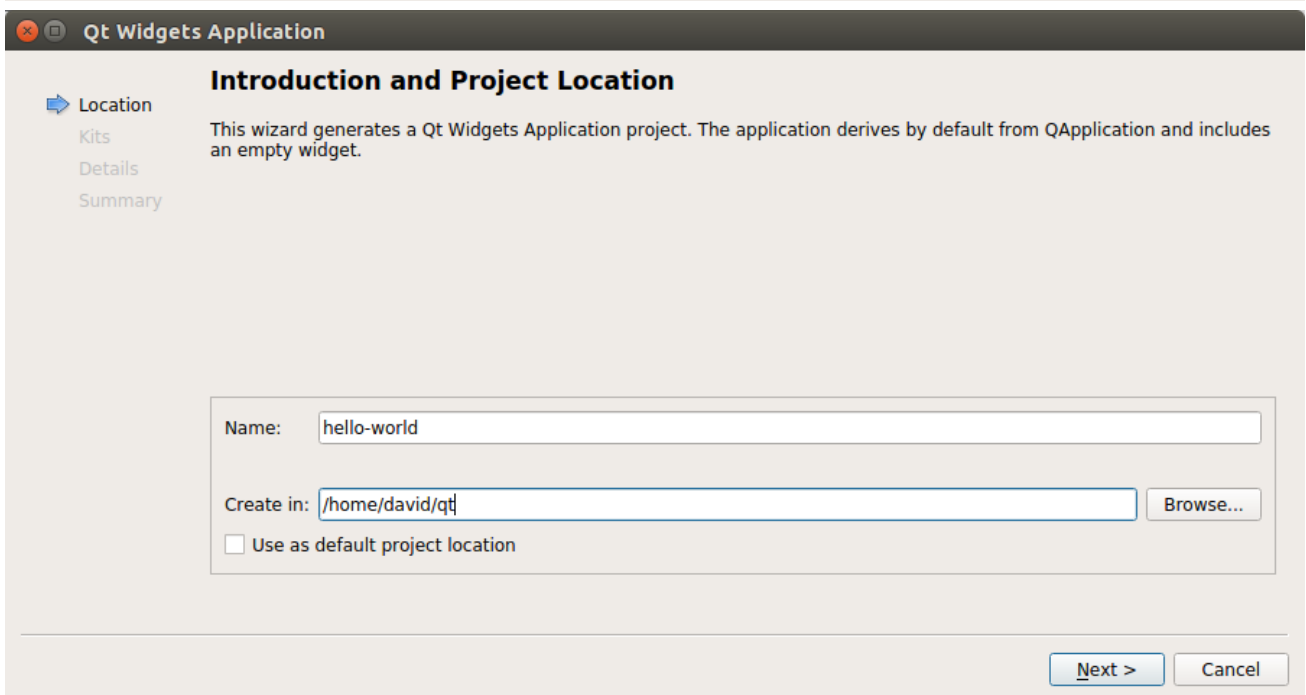 Qt Widgets Application
Location
Kits
Details
Summary
Introduction and Project Location
This wizard generates a Qt Widgets Application project. The application derives by default from QApplication and includes
an empty widget.
Name: hello-world
Create in: /home/david/qt Browse...
Use as default project location
Next > Cancel